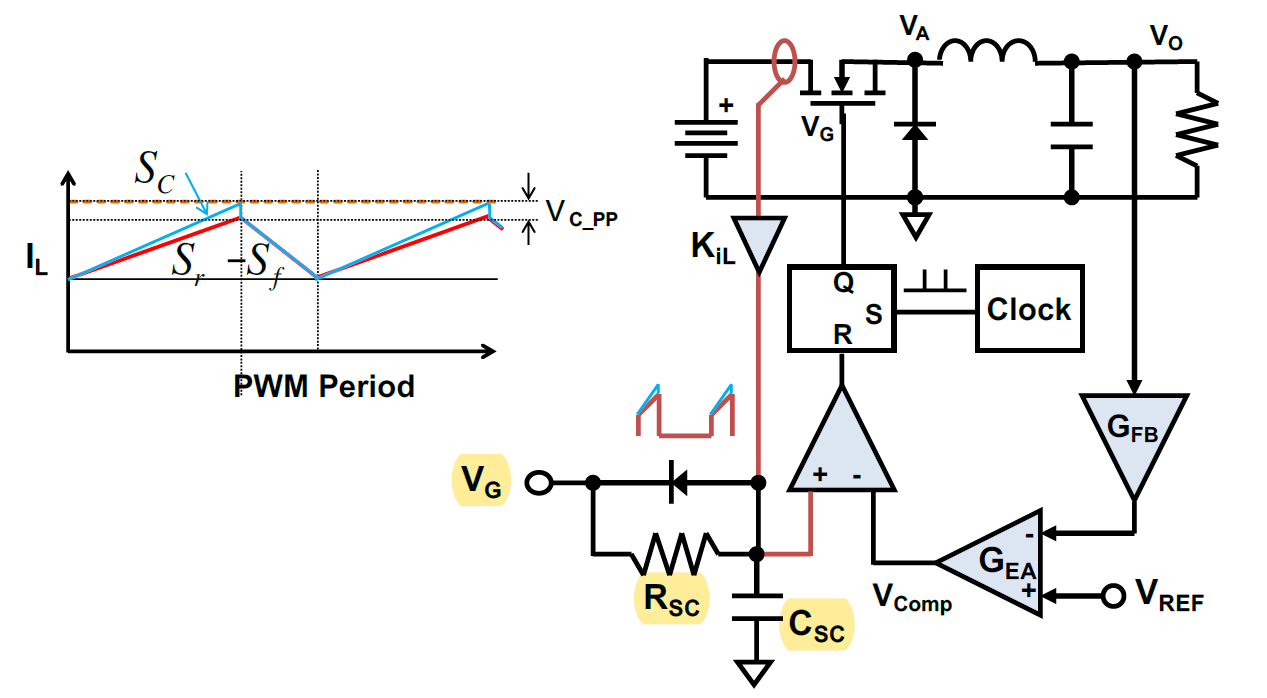 V_A
V_O
+
V_G
S_C
V_C_PP
I_L
S_r
-S_f
K_iL
Q
S
R
Clock
PWM Period
G_FB
V_G
+ -
-
G_EA
+
R_SC
V_Comp
V_REF
C_SC